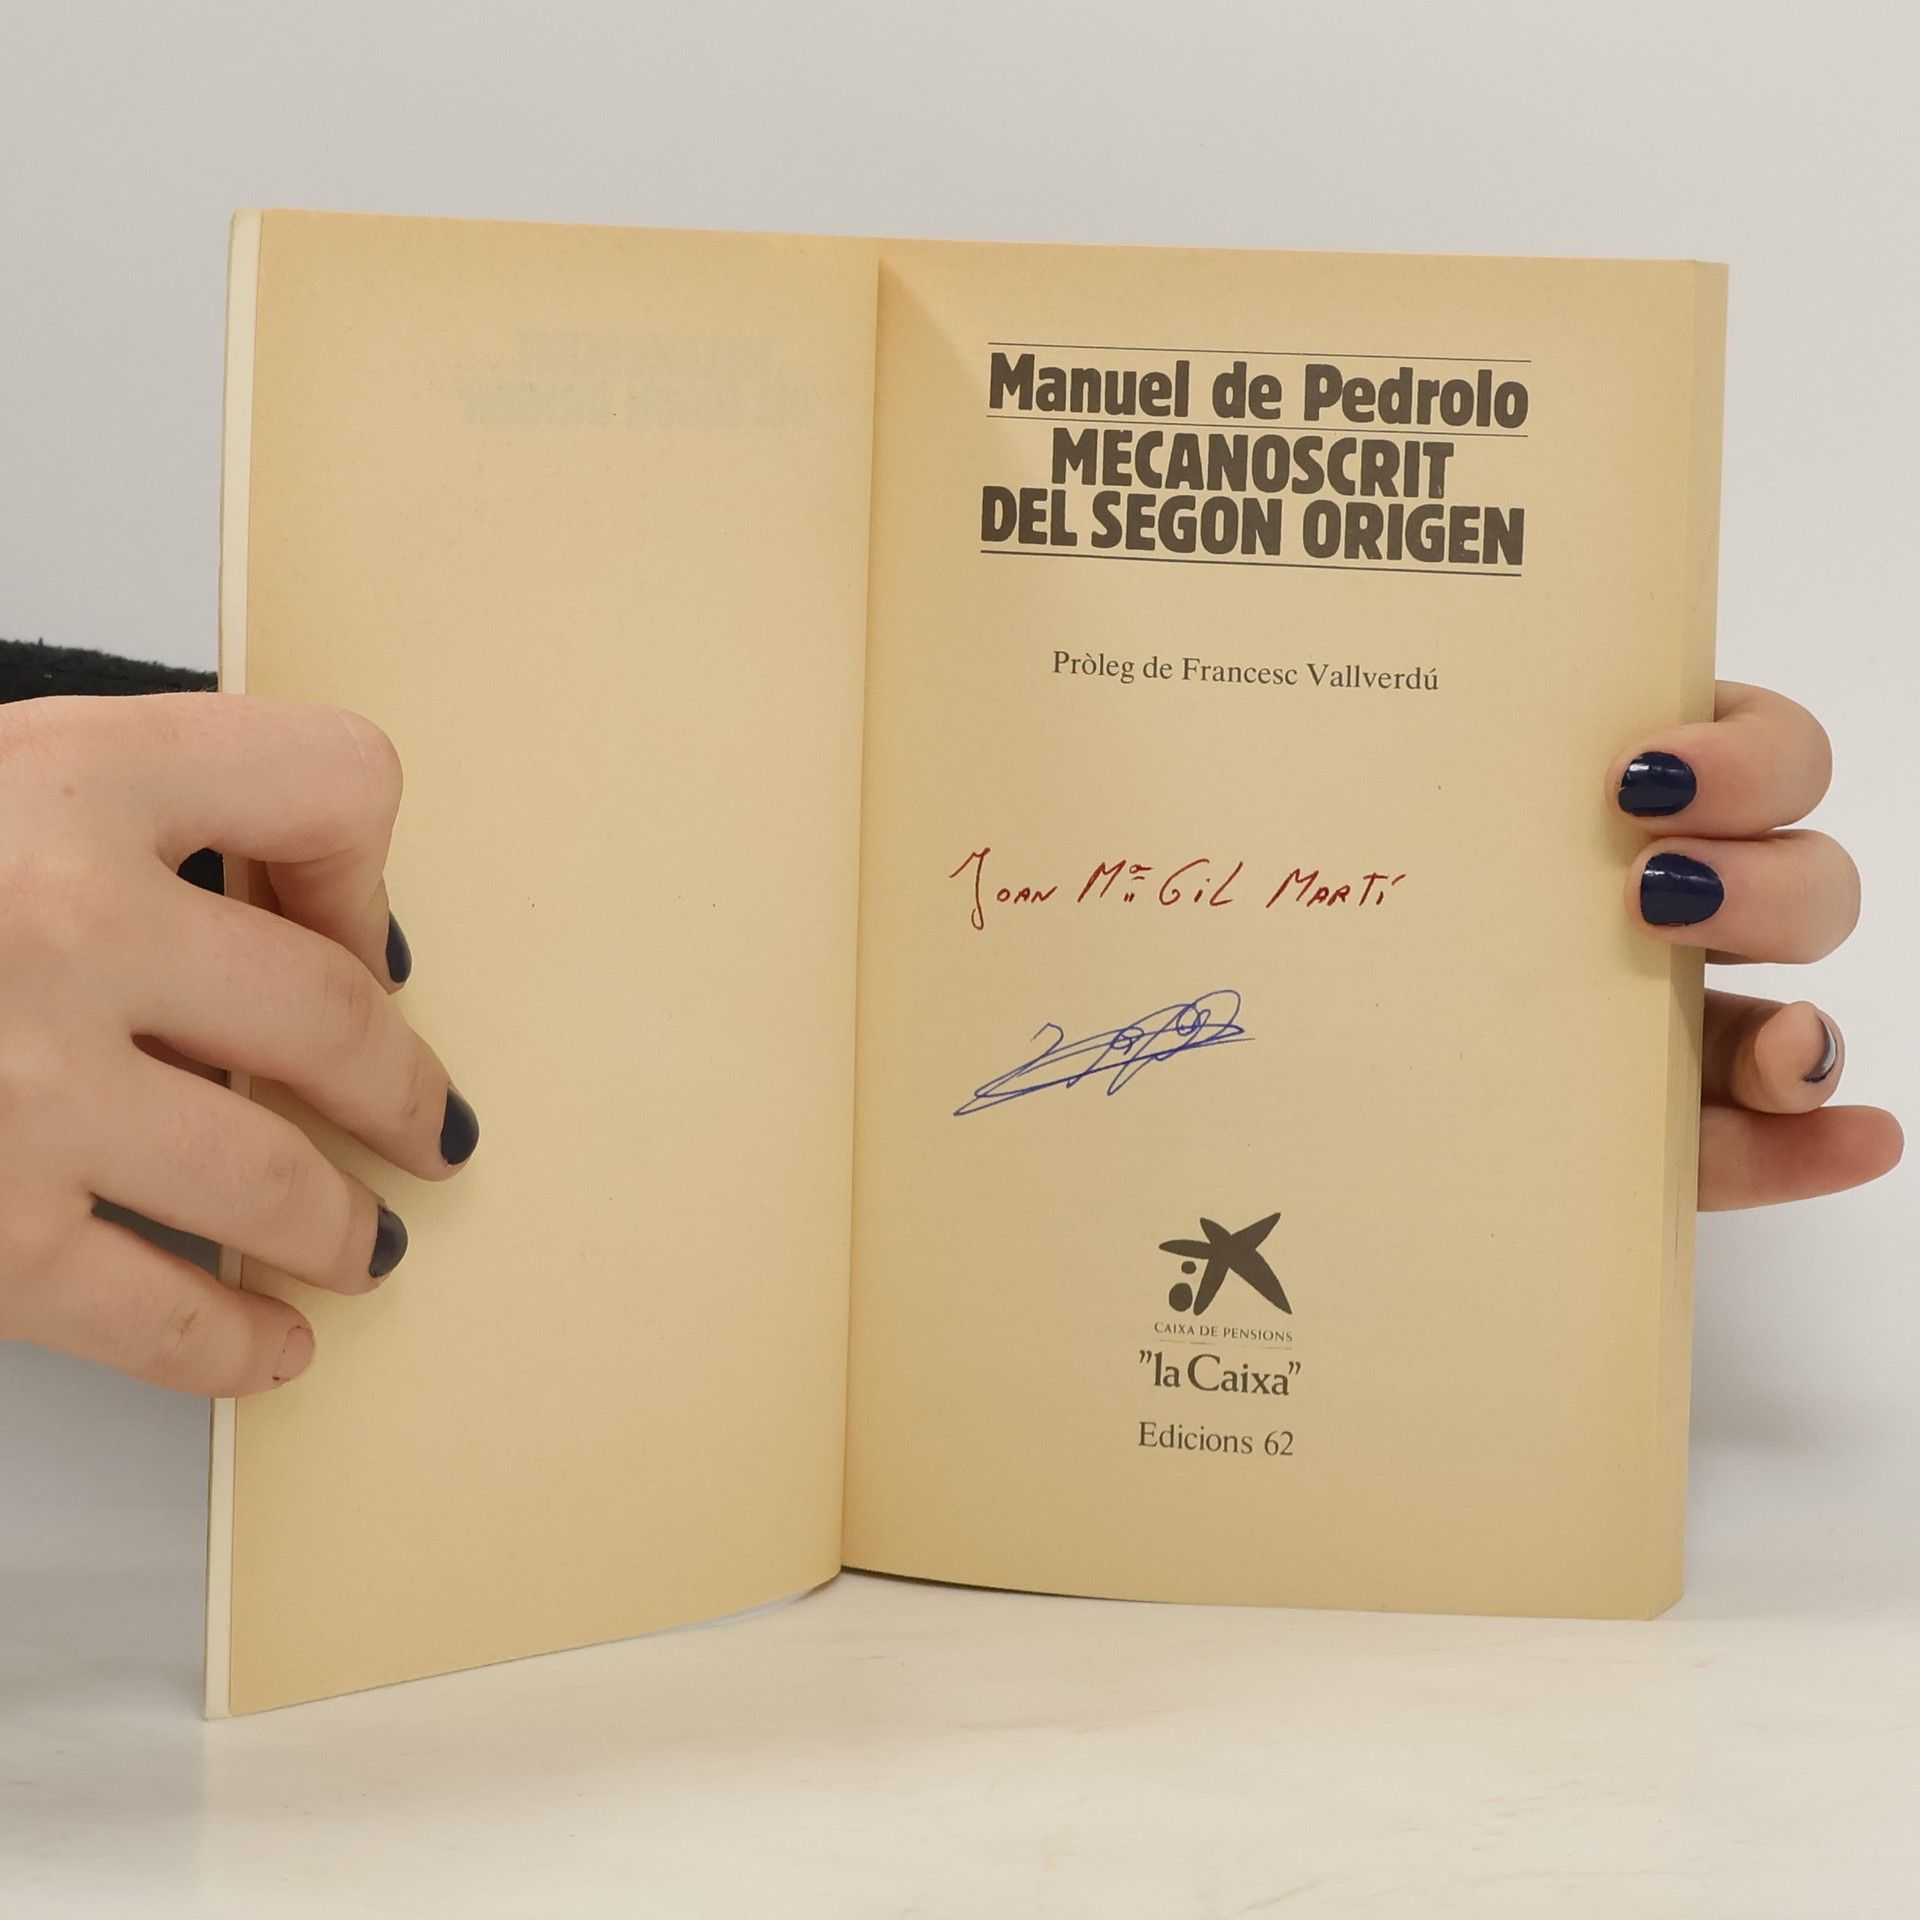 Manuel de Pedrolo
MECANOSCRIT
DEL SEGON ORIGEN
Pròleg de Francesc Vallverdú
Joan Mª Gil Martí
CAIXA DE PENSIONS
"la Caixa"
Edicions 62